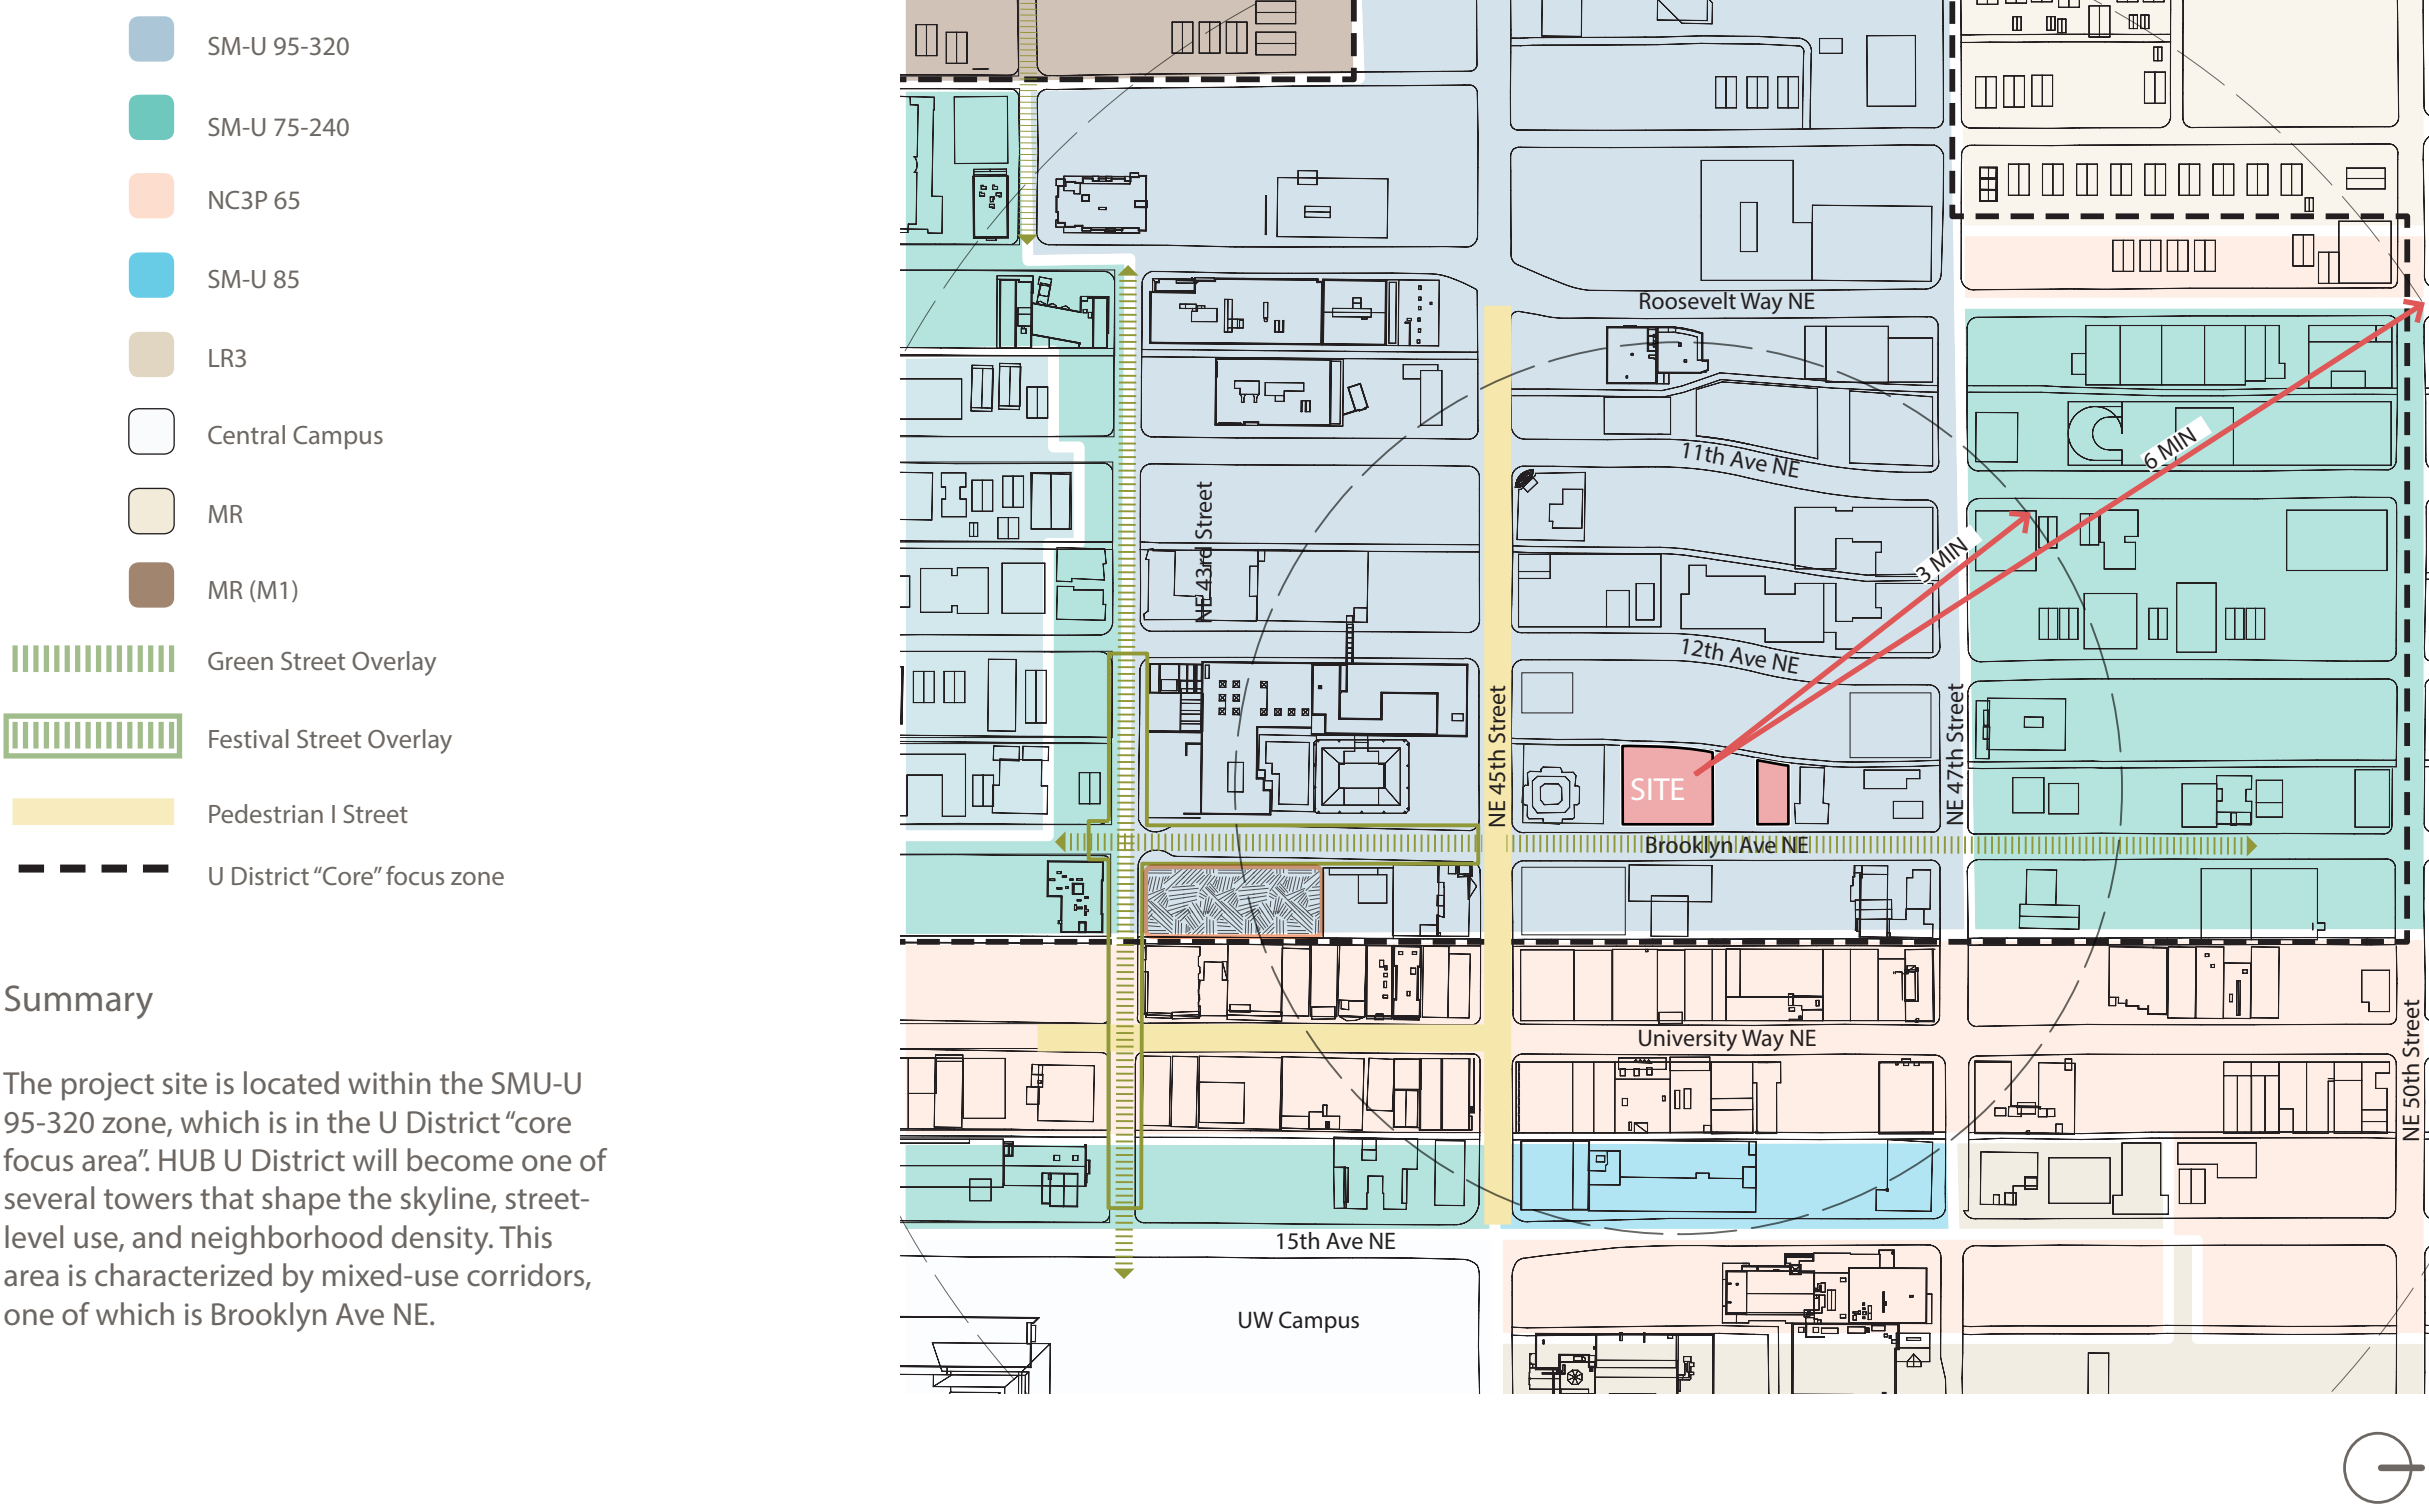 SM-U 95-320
SM-U 75-240
NC3P 65
SM-U 85
LR3
Central Campus
MR
MR (M1)
Green Street Overlay
Festival Street Overlay
Pedestrian I Street
U District “Core” focus zone
Summary
The project site is located within the SMU-U
95-320 zone, which is in the U District “core
focus area”. HUB U District will become one of
several towers that shape the skyline, street-
level use, and neighborhood density. This
area is characterized by mixed-use corridors,
one of which is Brooklyn Ave NE.
Roosevelt Way NE
11th Ave NE
6 MIN
NE 43rd Street
3 MIN
12th Ave NE
NE 45th Street
NE 47th Street
SITE
Brooklyn Ave NE
University Way NE
NE 50th Street
15th Ave NE
UW Campus